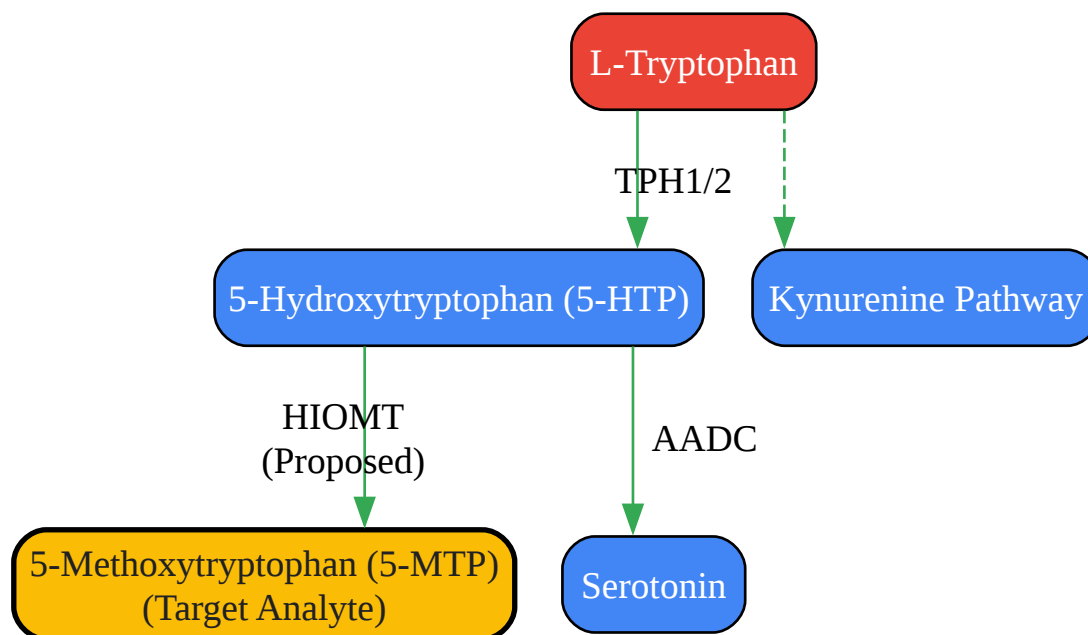 L-Tryptophan
TPH1/2
5-Hydroxytryptophan (5-HTP)
Kynurenine Pathway
HIOMT
(Proposed)
AADC
5-Methoxytryptophan (5-MTP)
(Target Analyte)
Serotonin